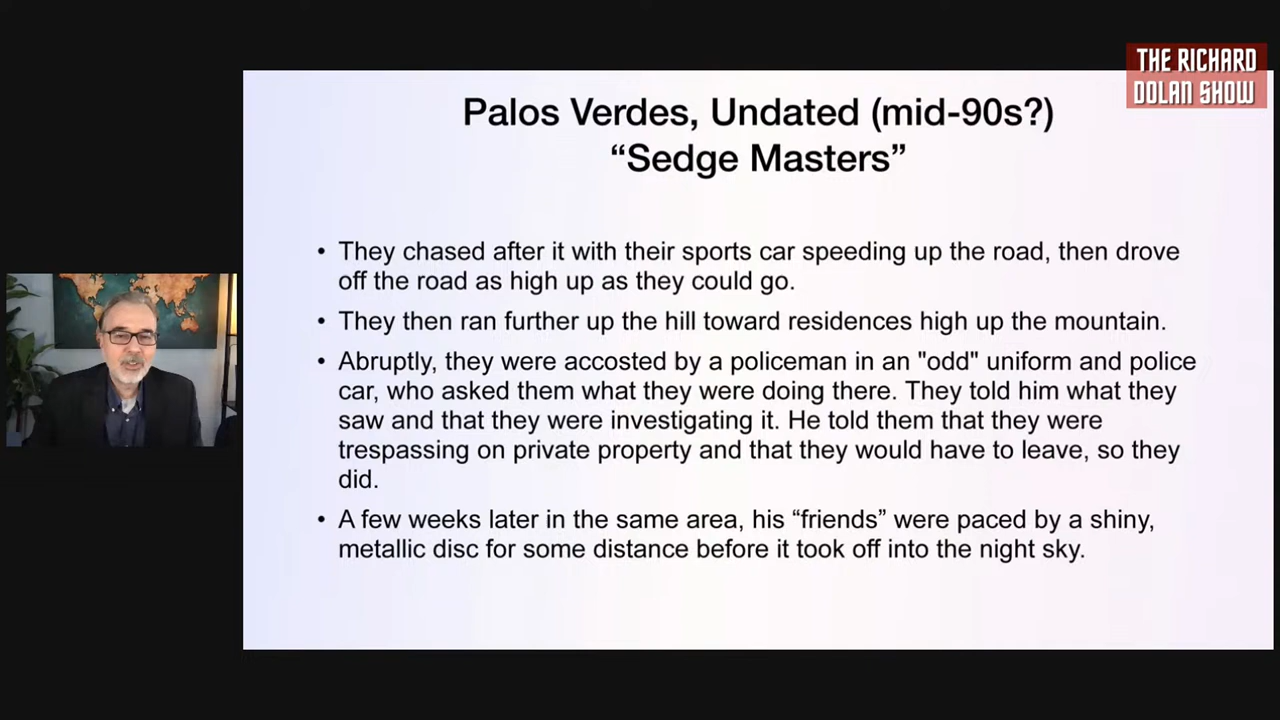 THE RICHARD
DOLAN SHOW
Palos Verdes, Undated (mid-90s?)
“Sedge Masters”
• They chased after it with their sports car speeding up the road, then drove
off the road as high up as they could go.
• They then ran further up the hill toward residences high up the mountain.
• Abruptly, they were accosted by a policeman in an "odd" uniform and police
car, who asked them what they were doing there. They told him what they
saw and that they were investigating it. He told them that they were
trespassing on private property and that they would have to leave, so they
did.
• A few weeks later in the same area, his “friends” were paced by a shiny,
metallic disc for some distance before it took off into the night sky.